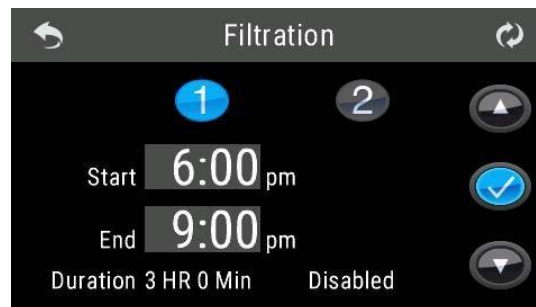 Filtration
1 2
Start 6:00 pm
End 9:00 pm
Duration 3 HR 0 Min Disabled